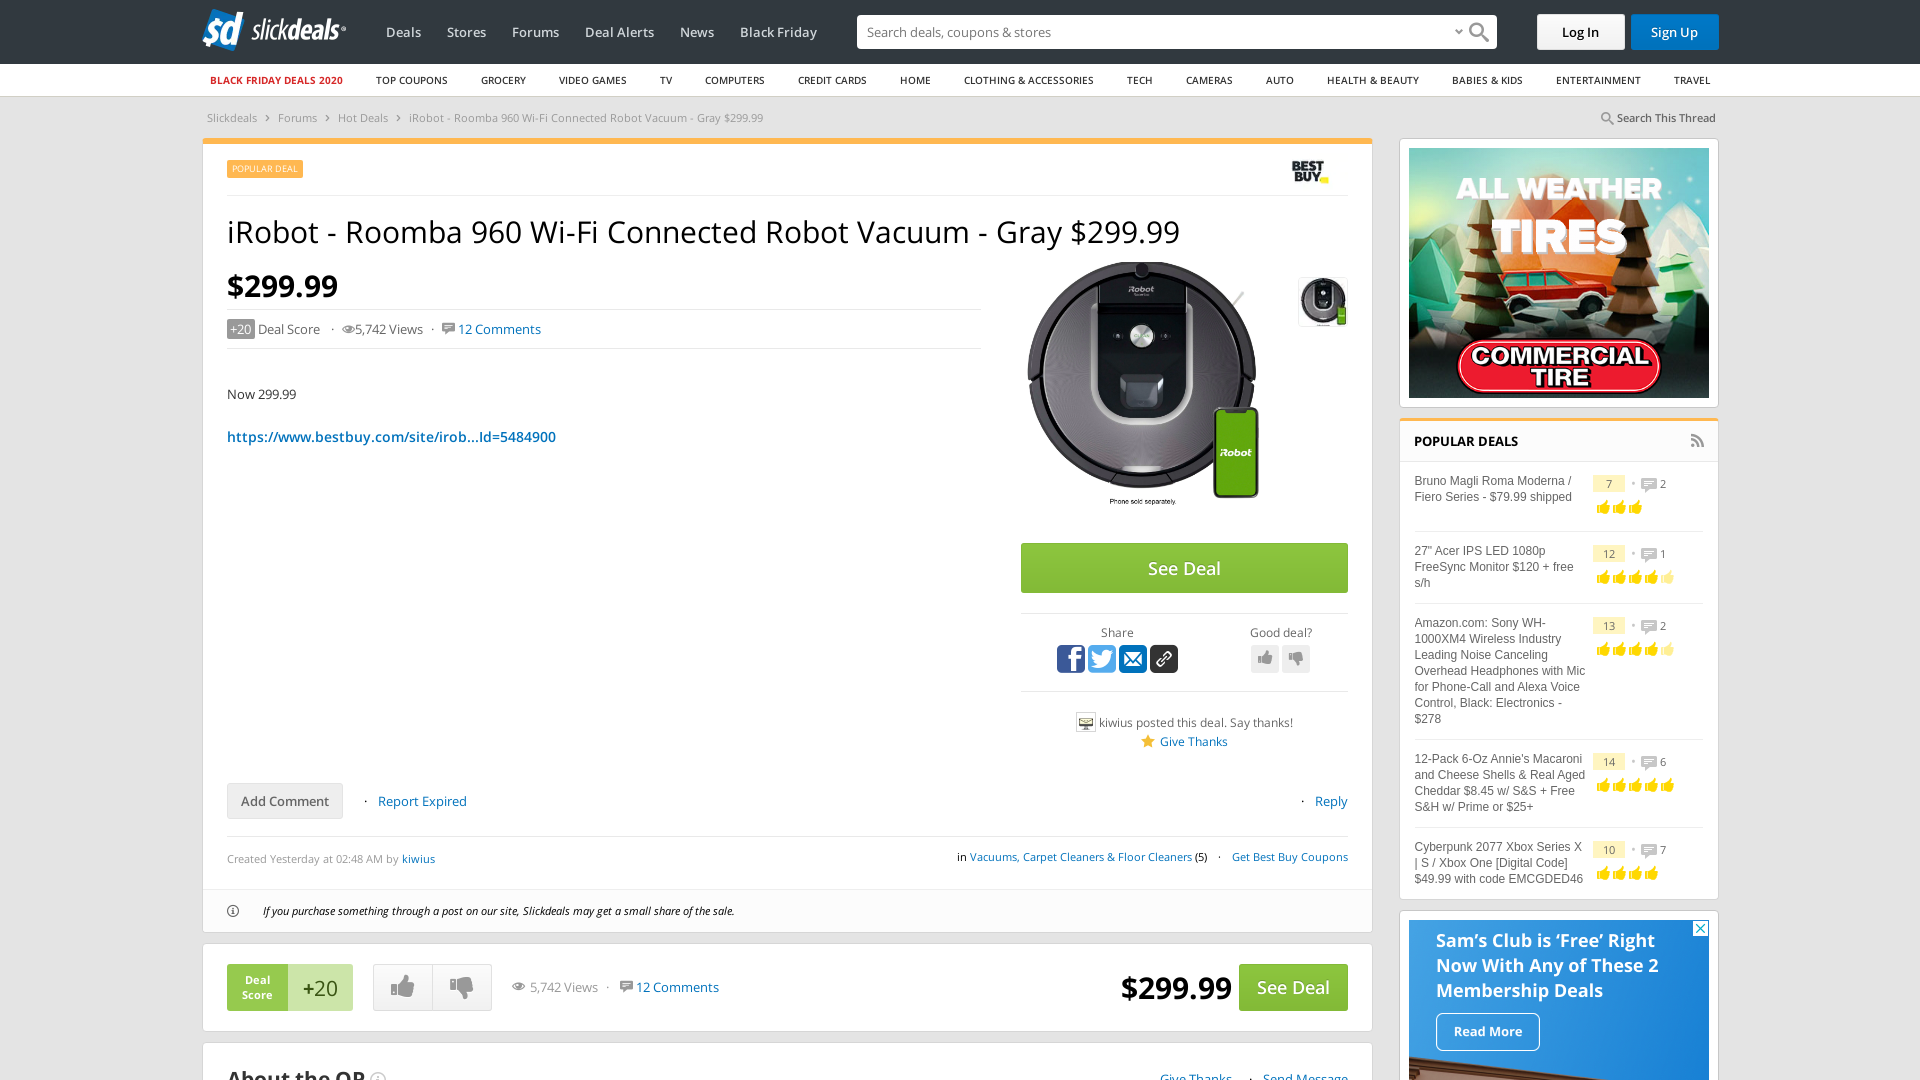 slickdeals
Deals Stores Forums Deal Alerts News Black Friday
Search deals, coupons & stores
Log In
Sign Up
BLACK FRIDAY DEALS 2020 TOP COUPONS GROCERY VIDEO GAMES TV COMPUTERS CREDIT CARDS HOME CLOTHING & ACCESSORIES TECH CAMERAS AUTO HEALTH & BEAUTY BABIES & KIDS ENTERTAINMENT TRAVEL
Slickdeals › Forums › Hot Deals › iRobot - Roomba 960 Wi-Fi Connected Robot Vacuum - Gray $299.99
Search This Thread
POPULAR DEAL
BEST
BUY
iRobot - Roomba 960 Wi-Fi Connected Robot Vacuum - Gray $299.99
$299.99
+20 Deal Score · 5,742 Views · 12 Comments
Now 299.99
https://www.bestbuy.com/site/irob...Id=5484900
iRobot
iRobot
Phone sold separately.
See Deal
Share
Good deal?
kiwius posted this deal. Say thanks!
Give Thanks
Add Comment · Report Expired
· Reply
Created Yesterday at 02:48 AM by kiwius
in Vacuums, Carpet Cleaners & Floor Cleaners (5) · Get Best Buy Coupons
If you purchase something through a post on our site, Slickdeals may get a small share of the sale.
Deal
Score
+20
5,742 Views · 12 Comments
$299.99
See Deal
About the OP
Give Thanks · Send Message
ALL WEATHER
TIRES
COMMERCIAL
TIRE
POPULAR DEALS
Bruno Magli Roma Moderna /
Fiero Series - $79.99 shipped
7 • 2
27" Acer IPS LED 1080p
FreeSync Monitor $120 + free
s/h
12 • 1
Amazon.com: Sony WH-
1000XM4 Wireless Industry
Leading Noise Canceling
Overhead Headphones with Mic
for Phone-Call and Alexa Voice
Control, Black: Electronics -
$278
13 • 2
12-Pack 6-Oz Annie's Macaroni
and Cheese Shells & Real Aged
Cheddar $8.45 w/ S&S + Free
S&H w/ Prime or $25+
14 • 6
Cyberpunk 2077 Xbox Series X
| S / Xbox One [Digital Code]
$49.99 with code EMCGDED46
10 • 7
Sam's Club is 'Free' Right
Now With Any of These 2
Membership Deals
Read More